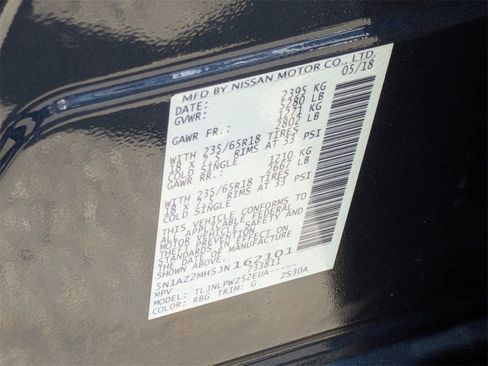 MFD BY NISSAN MOTOR CO., LTD.
DATE: 05/18
GVWR: 2395 KG
5280 LB
GAWR FR:
2802 LB
WITH 235/65R18 TIRES
18 X 7.5 RIMS AT 33 PSI
COLD SINGLE
GAWR RR: 1210 KG
2667 LB
WITH 235/65R18 TIRES
18 X 7.5 RIMS AT 33 PSI
COLD SINGLE
THIS VEHICLE CONFORMS TO
ALL APPLICABLE FEDERAL
MOTOR VEHICLE SAFETY AND
THEFT PREVENTION
STANDARDS IN EFFECT ON
THE DATE OF MANUFACTURE
SHOWN ABOVE.
5N1AZ2MH5JN162101
MPV 733811
MODEL: TLJNLPWZ52EUA-----
COLOR: RBG TRIM: G 7S30A